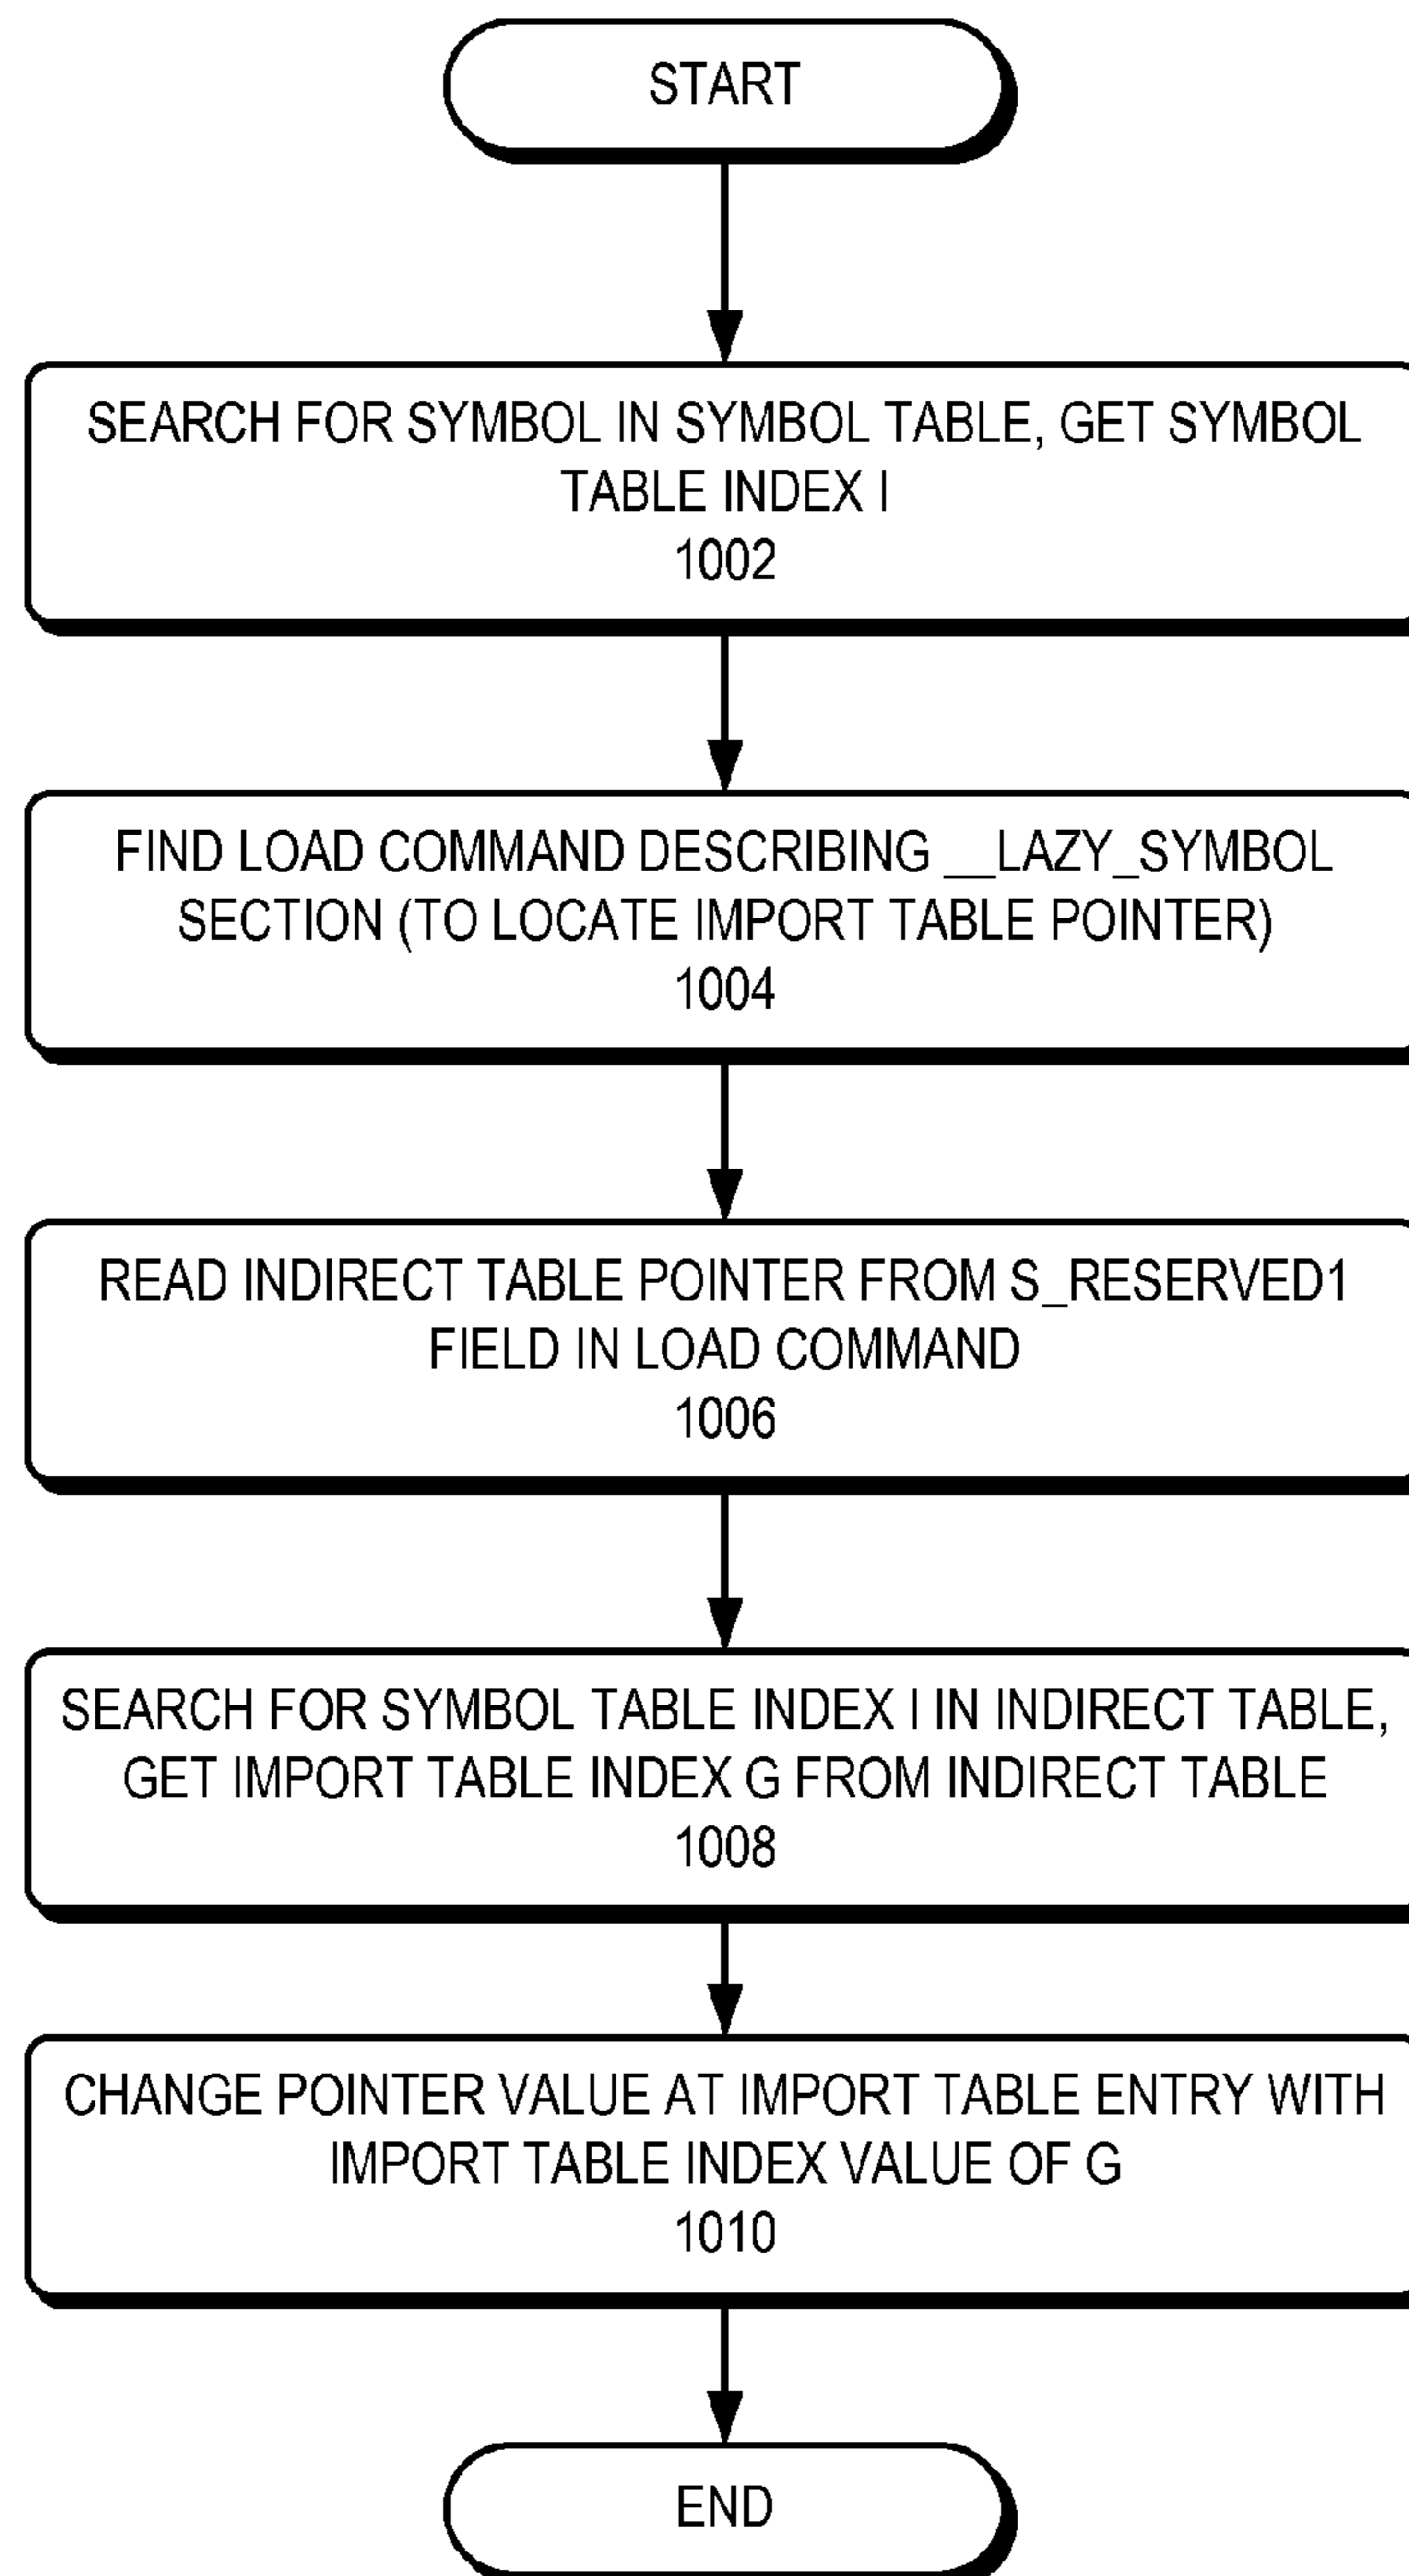 START
SEARCH FOR SYMBOL IN SYMBOL TABLE, GET SYMBOL
TABLE INDEX I
1002
FIND LOAD COMMAND DESCRIBING __LAZY_SYMBOL
SECTION (TO LOCATE IMPORT TABLE POINTER)
1004
READ INDIRECT TABLE POINTER FROM S_RESERVED1
FIELD IN LOAD COMMAND
1006
SEARCH FOR SYMBOL TABLE INDEX I IN INDIRECT TABLE,
GET IMPORT TABLE INDEX G FROM INDIRECT TABLE
1008
CHANGE POINTER VALUE AT IMPORT TABLE ENTRY WITH
IMPORT TABLE INDEX VALUE OF G
1010
END